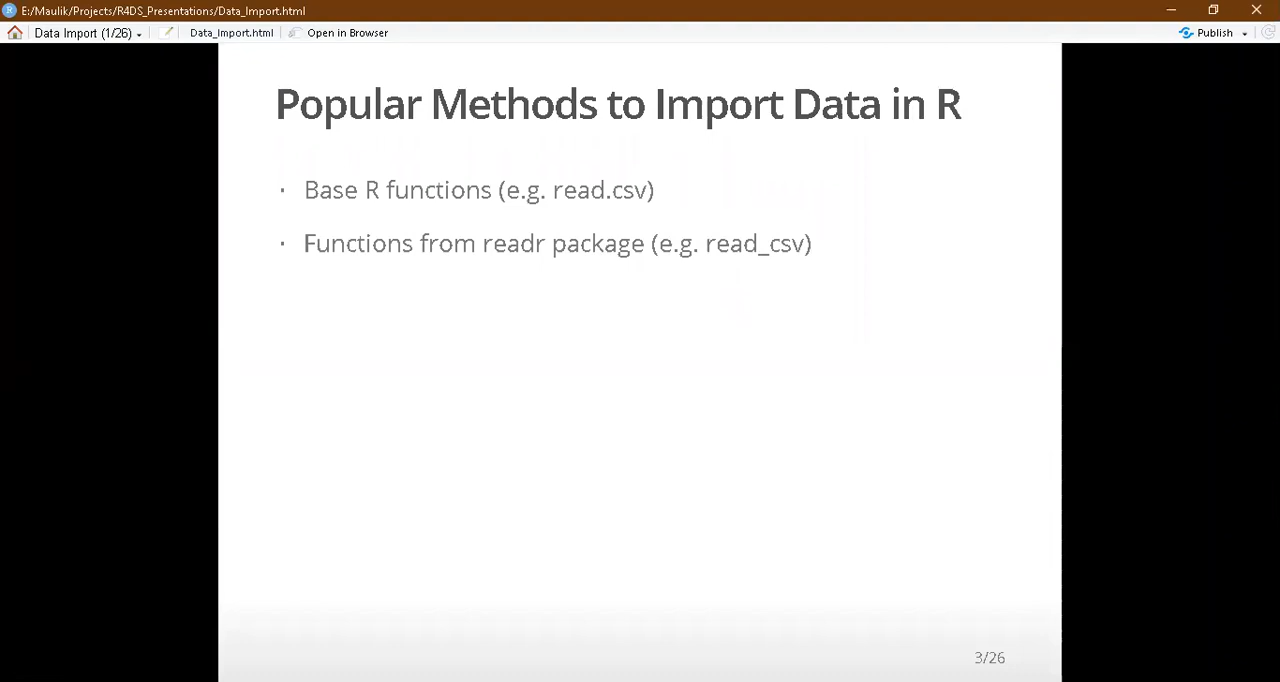 E:/Maulik/Projects/R4DS_Presentations/Data_Import.html
Data Import (1/26) Data_Import.html Open in Browser Publish
Popular Methods to Import Data in R
· Base R functions (e.g. read.csv)
· Functions from readr package (e.g. read_csv)
3/26